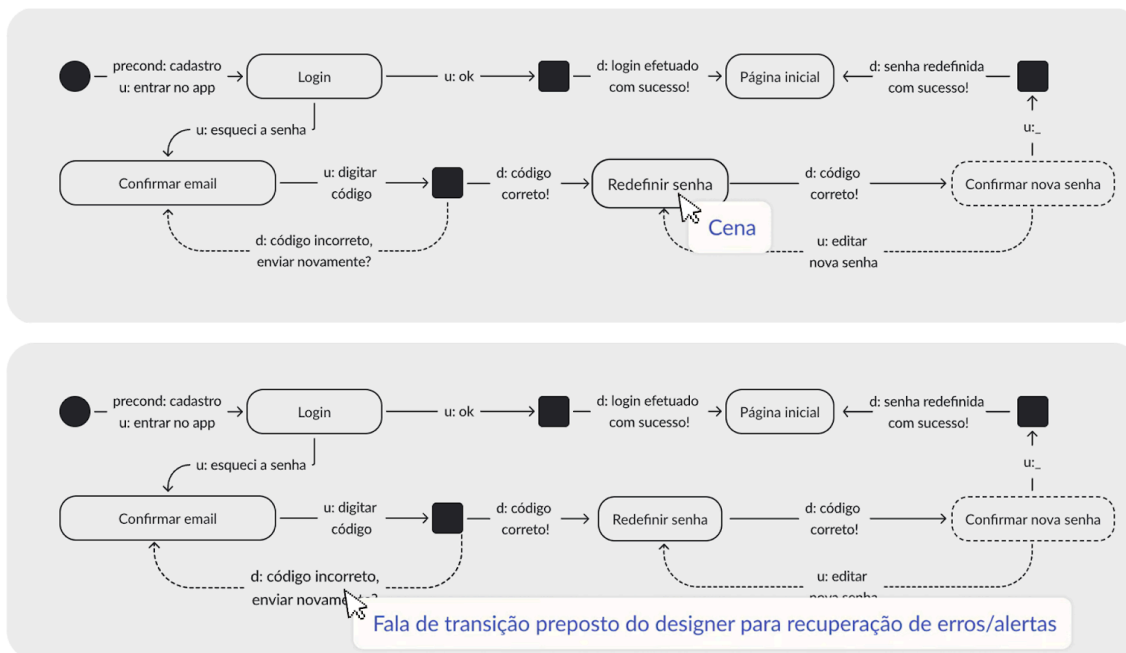 precond: cadastro
u: entrar no app
Login
u: ok
d: login efetuado
com sucesso!
Página inicial
d: senha redefinida
com sucesso!
u: esqueci a senha
u:_
Confirmar email
u: digitar
código
d: código
correto!
Redefinir senha
d: código
correto!
Confirmar nova senha
Cena
d: código incorreto,
enviar novamente?
u: editar
nova senha
precond: cadastro
u: entrar no app
Login
u: ok
d: login efetuado
com sucesso!
Página inicial
d: senha redefinida
com sucesso!
u: esqueci a senha
u:_
Confirmar email
u: digitar
código
d: código
correto!
Redefinir senha
d: código
correto!
Confirmar nova senha
d: código incorreto,
enviar novamente?
u: editar
nova senha
Fala de transição preposto do designer para recuperação de erros/alertas